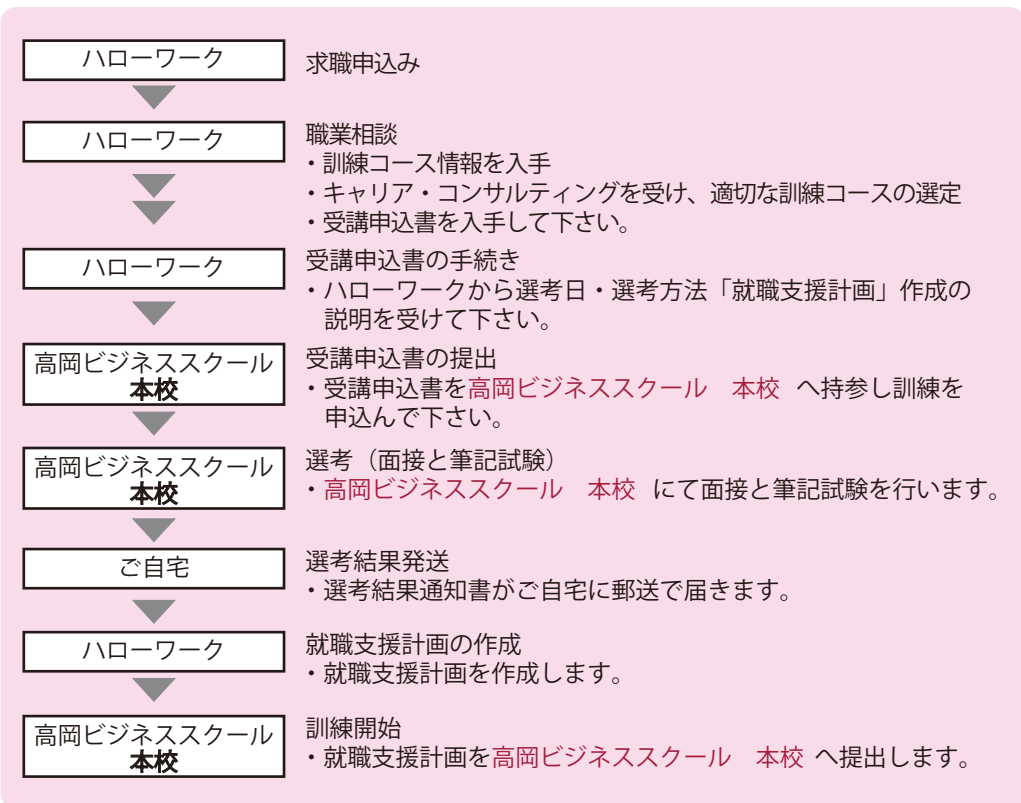 ハローワーク
求職申込み
ハローワーク
職業相談
・訓練コース情報を入手
・キャリア・コンサルティングを受け、適切な訓練コースの選定
・受講申込書を入手して下さい。
ハローワーク
受講申込書の手続き
・ハローワークから選考日・選考方法「就職支援計画」作成の
説明を受けて下さい。
高岡ビジネススクール
本校
受講申込書の提出
・受講申込書を高岡ビジネススクール　本校 へ持参し訓練を
申込んで下さい。
高岡ビジネススクール
本校
選考（面接と筆記試験）
・高岡ビジネススクール　本校 にて面接と筆記試験を行います。
ご自宅
選考結果発送
・選考結果通知書がご自宅に郵送で届きます。
ハローワーク
就職支援計画の作成
・就職支援計画を作成します。
高岡ビジネススクール
本校
訓練開始
・就職支援計画を高岡ビジネススクール　本校 へ提出します。